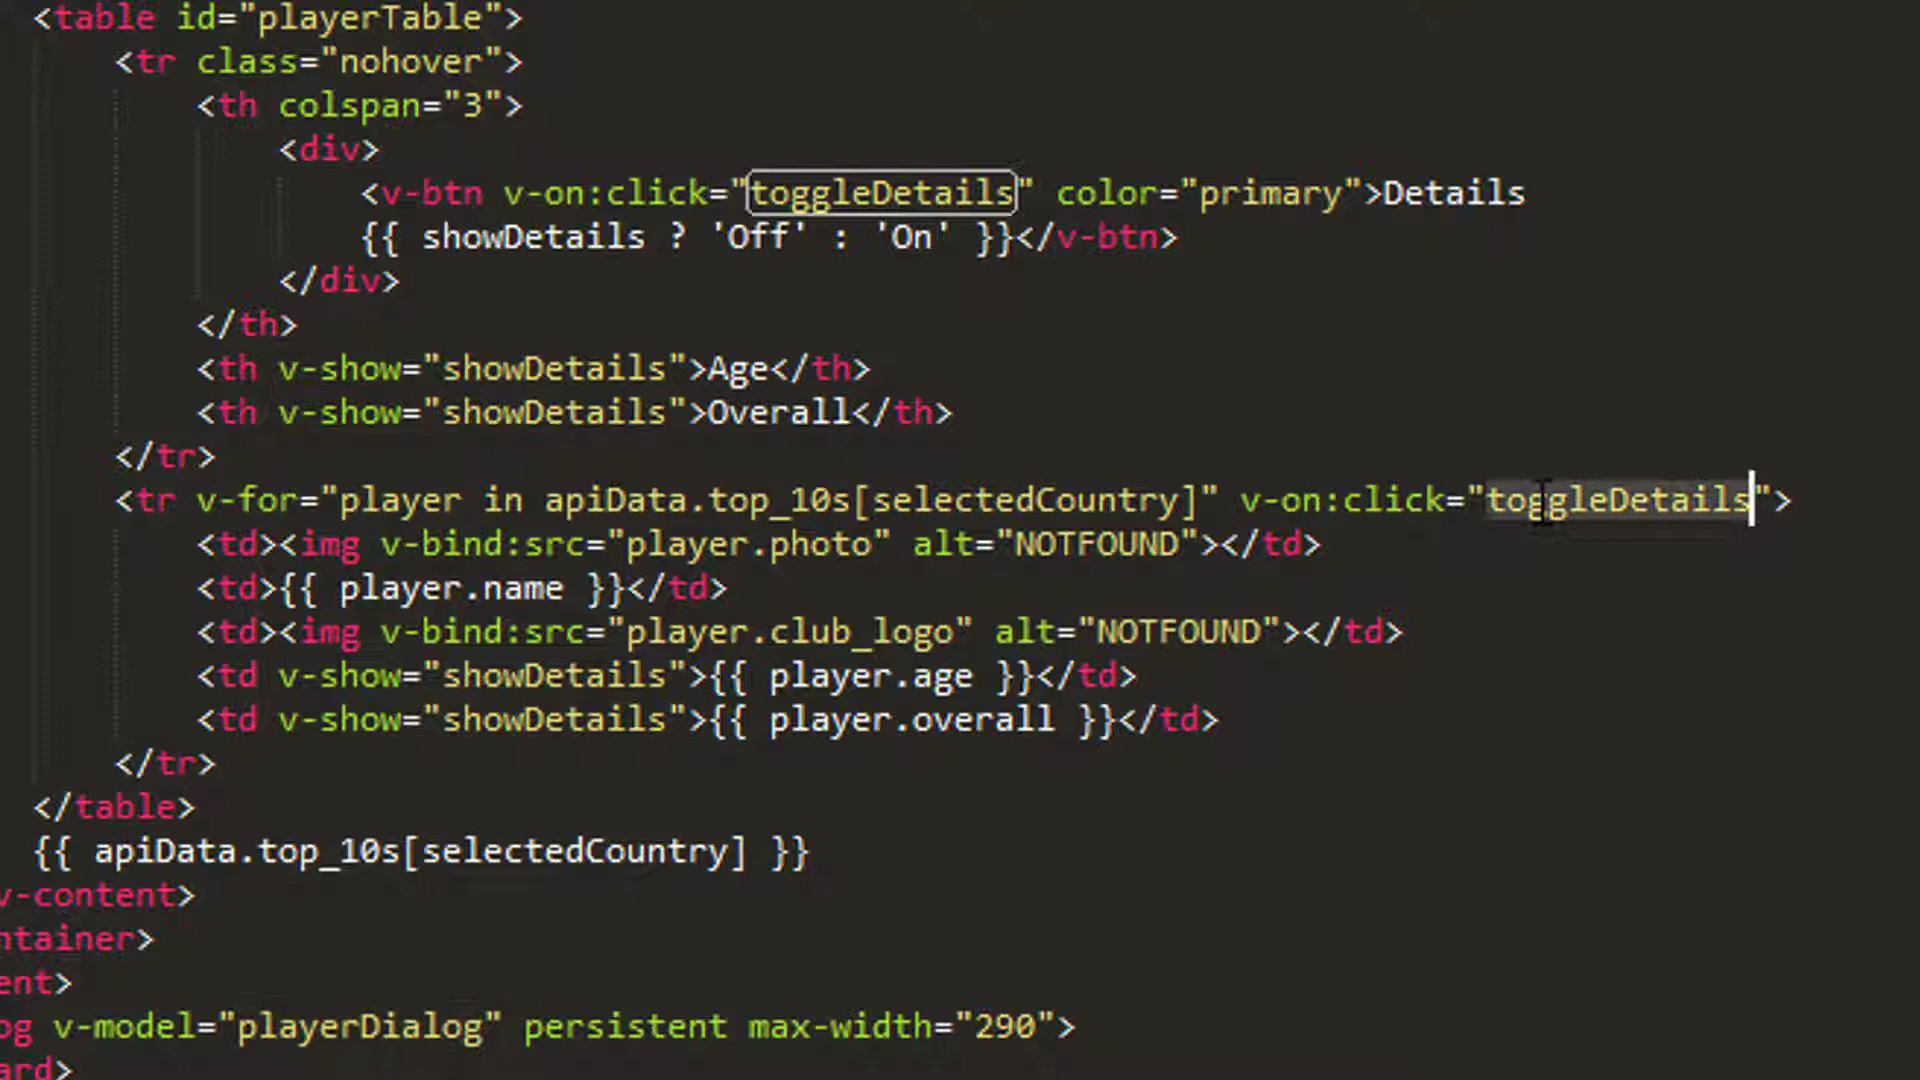 <table id="playerTable">
<tr class="nohover">
<th colspan="3">
<div>
<v-btn v-on:click="toggleDetails" color="primary">Details
{{ showDetails ? 'Off' : 'On' }}</v-btn>
</div>
</th>
<th v-show="showDetails">Age</th>
<th v-show="showDetails">Overall</th>
</tr>
<tr v-for="player in apiData.top_10s[selectedCountry]" v-on:click="toggleDetails">
<td><img v-bind:src="player.photo" alt="NOTFOUND"></td>
<td>{{ player.name }}</td>
<td><img v-bind:src="player.club_logo" alt="NOTFOUND"></td>
<td v-show="showDetails">{{ player.age }}</td>
<td v-show="showDetails">{{ player.overall }}</td>
</tr>
</table>
{{ apiData.top_10s[selectedCountry] }}
v-content>
ntainer>
ent>
og v-model="playerDialog" persistent max-width="290">
ard>